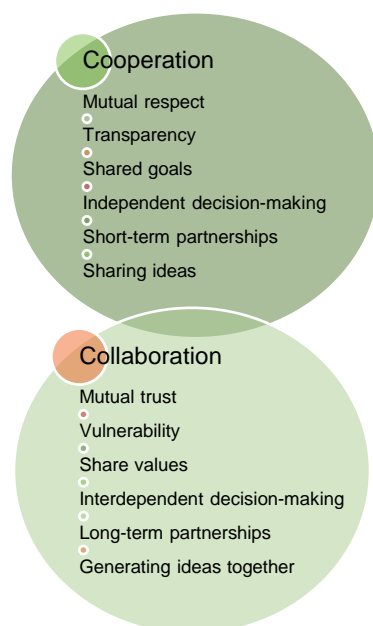 Cooperation
Mutual respect
Transparency
Shared goals
Independent decision-making
Short-term partnerships
Sharing ideas
Collaboration
Mutual trust
Vulnerability
Share values
Interdependent decision-making
Long-term partnerships
Generating ideas together